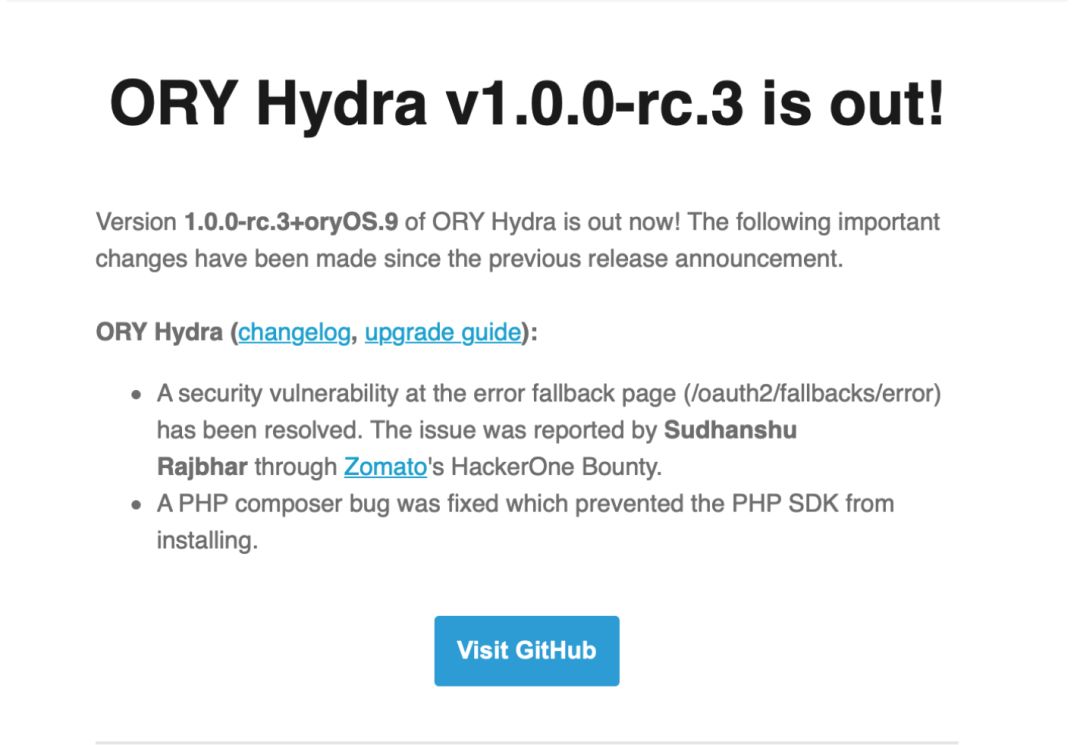 ORY Hydra v1.0.0-rc.3 is out!
Version 1.0.0-rc.3+oryOS.9 of ORY Hydra is out now! The following important
changes have been made since the previous release announcement.
ORY Hydra (changelog, upgrade guide):
• A security vulnerability at the error fallback page (/oauth2/fallbacks/error)
has been resolved. The issue was reported by Sudhanshu
Rajbhar through Zomato's HackerOne Bounty.
• A PHP composer bug was fixed which prevented the PHP SDK from
installing.
Visit GitHub